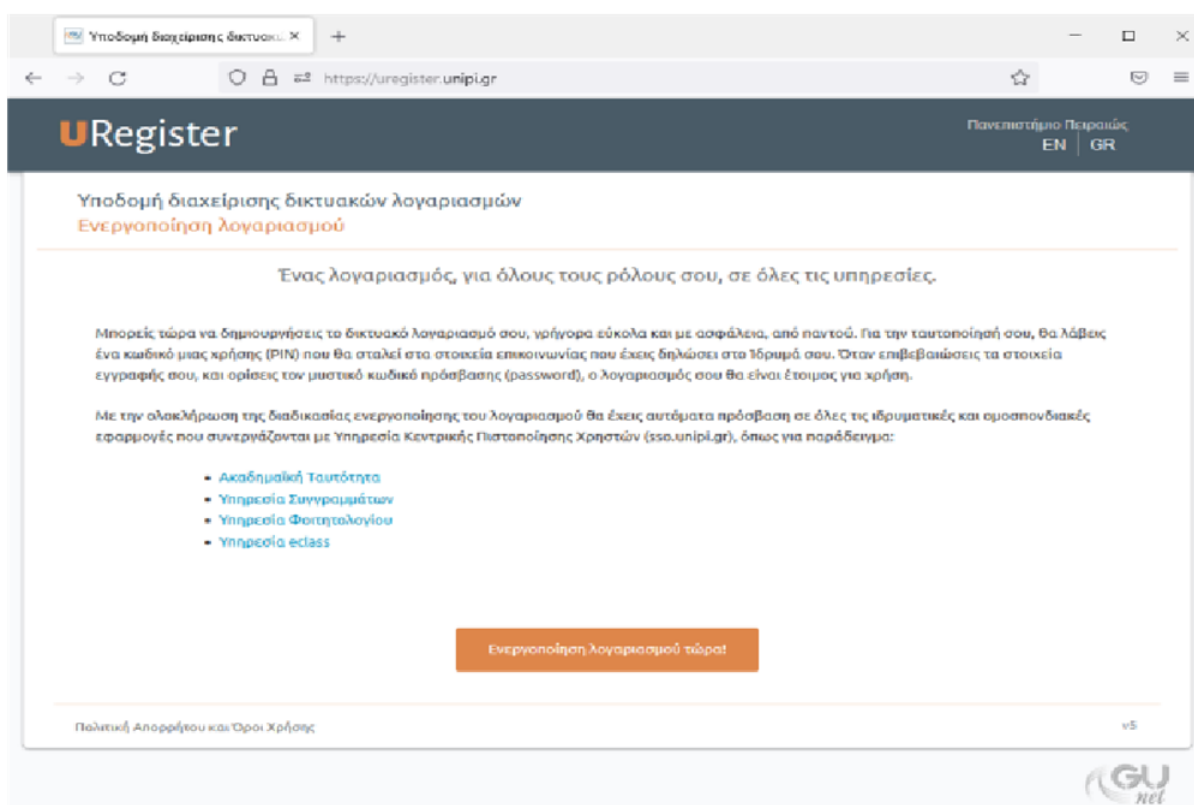 Υποδομή διαχείρισης δικτυακώ
https://uregister.unipi.gr
URegister
Πανεπιστήμιο Πειραιώς
EN | GR
Υποδομή διαχείρισης δικτυακών λογαριασμών
Ενεργοποίηση λογαριασμού
Ένας λογαριασμός, για όλους τους ρόλους σου, σε όλες τις υπηρεσίες.
Μπορείς τώρα να δημιουργήσεις το δικτυακό λογαριασμό σου, γρήγορα εύκολα και με ασφάλεια, από παντού. Για την ταυτοποίησή σου, θα λάβεις
ένα κωδικό μιας χρήσης (PIN) που θα σταλεί στα στοιχεία επικοινωνίας που έχεις δηλώσει στο Ίδρυμά σου. Όταν επιβεβαιώσεις τα στοιχεία
εγγραφής σου, και ορίσεις τον μυστικό κωδικό πρόσβασης (password), ο λογαριασμός σου θα είναι έτοιμος για χρήση.
Με την ολοκλήρωση της διαδικασίας ενεργοποίησης του λογαριασμού θα έχεις αυτόματα πρόσβαση σε όλες τις ιδρυματικές και ομοσπονδιακές
εφαρμογές που συνεργάζονται με Υπηρεσία Κεντρικής Πιστοποίησης Χρηστών (sso.unipi.gr), όπως για παράδειγμα:
• Ακαδημαϊκή Ταυτότητα
• Υπηρεσία Συγγραμμάτων
• Υπηρεσία Φοιτητολογίου
• Υπηρεσία eclass
Ενεργοποίηση λογαριασμού τώρα!
Πολιτική Απορρήτου και Όροι Χρήσης
v5
GU
net